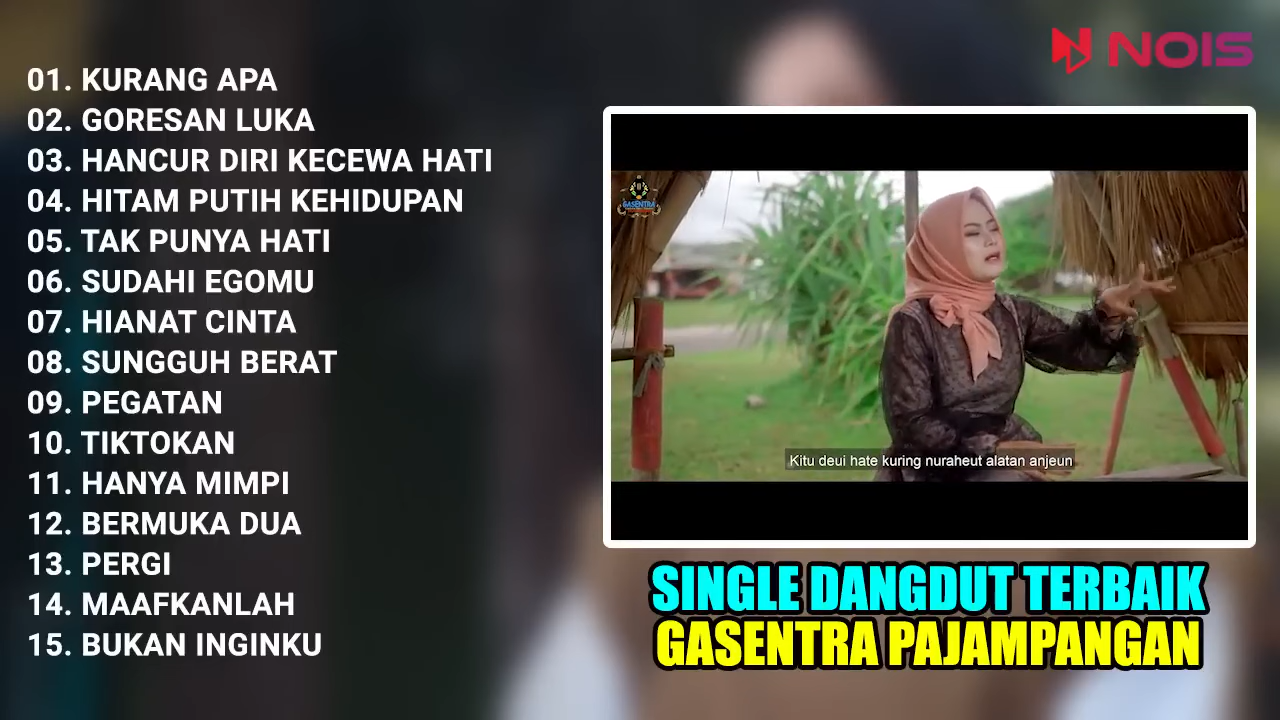 NOIS
01. KURANG APA
02. GORESAN LUKA
03. HANCUR DIRI KECEWA HATI
04. HITAM PUTIH KEHIDUPAN
05. TAK PUNYA HATI
06. SUDAHI EGOMU
07. HIANAT CINTA
08. SUNGGUH BERAT
09. PEGATAN
10. TIKTOKAN
11. HANYA MIMPI
12. BERMUKA DUA
13. PERGI
14. MAAFKANLAH
15. BUKAN INGINKU
GASENTRA
Kitu deui hate kuring nuraheut alatan anjeun
SINGLE DANGDUT TERBAIK
GASENTRA PAJAMPANGAN